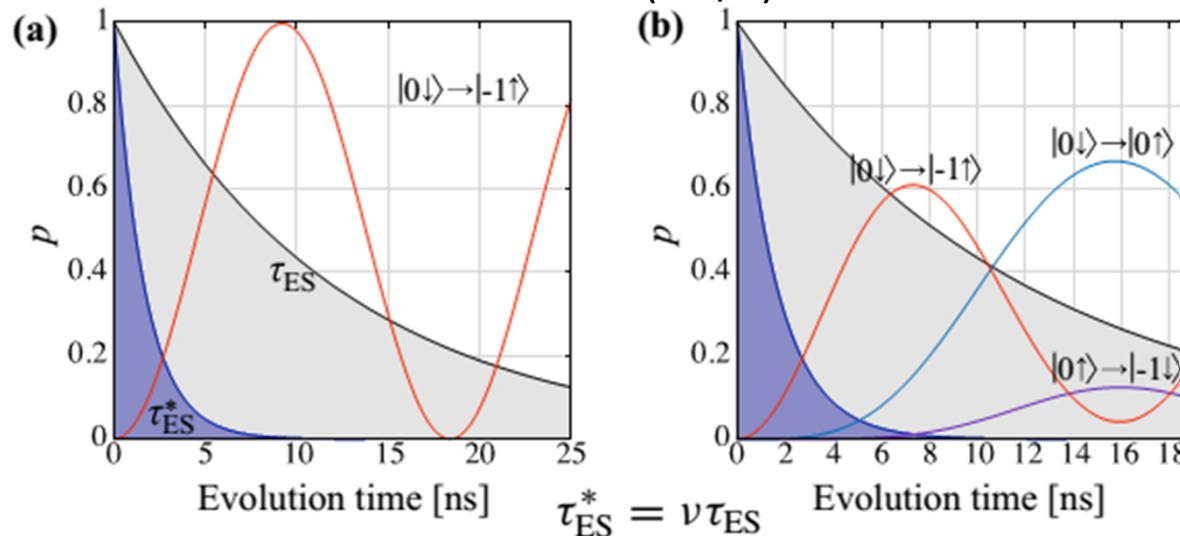 (a)
1
0.8
0.6
0.4
0.2
0
p
|0↓⟩→|-1↑⟩
τES
τ*ES
0 5 10 15 20 25
Evolution time [ns]
(b)
1
0.8
0.6
0.4
0.2
0
p
|0↓⟩→|-1↑⟩
|0↓⟩→|0↑⟩
|0↑⟩→|-1↓⟩
0 2 4 6 8 10 12 14 16 18
Evolution time [ns]
τ*ES = ντES